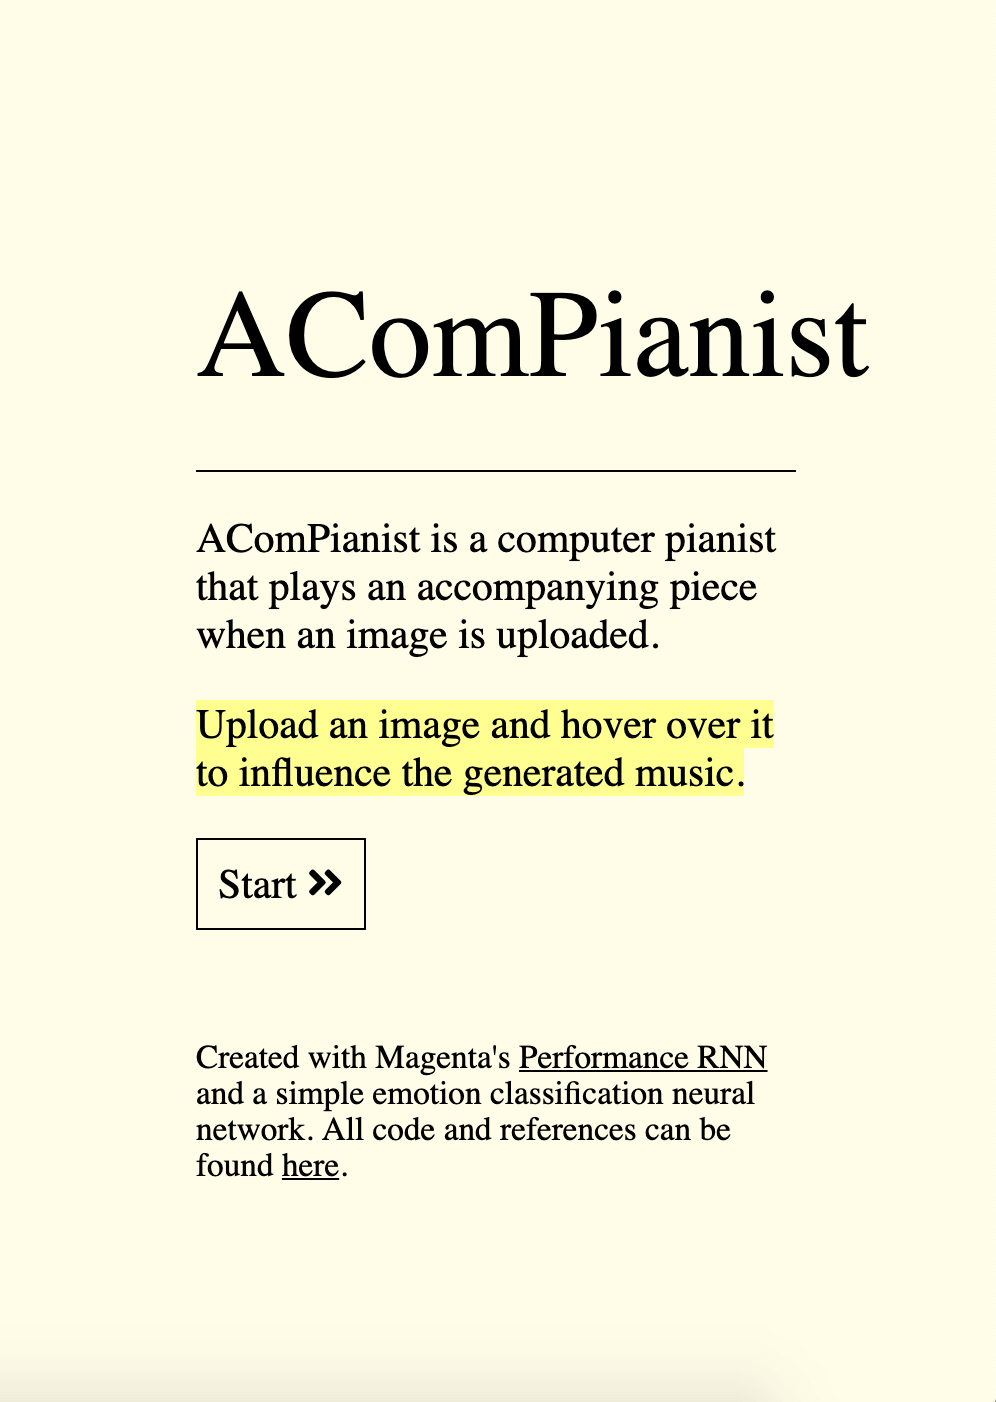 AComPianist
AComPianist is a computer pianist
that plays an accompanying piece
when an image is uploaded.
Upload an image and hover over it
to influence the generated music.
Start »
Created with Magenta's Performance RNN
and a simple emotion classification neural
network. All code and references can be
found here.